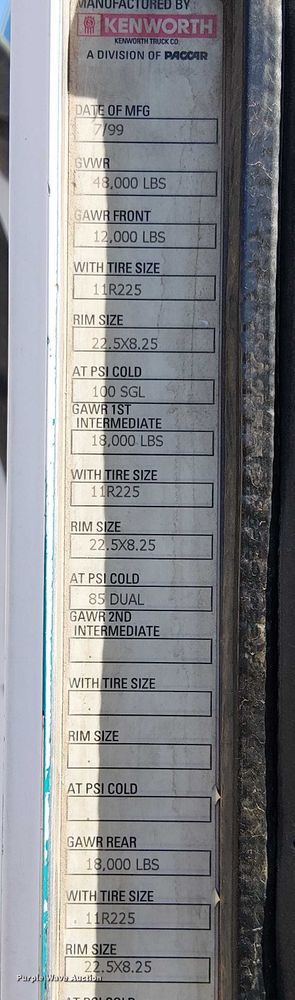 MANUFACTURED BY:
KENWORTH
KENWORTH TRUCK CO.
A DIVISION OF PACCAR
DATE OF MFG
7/99
GVWR
48,000 LBS
GAWR FRONT
12,000 LBS
WITH TIRE SIZE
11R225
RIM SIZE
22.5X8.25
AT PSI COLD
100 SGL
GAWR 1ST
INTERMEDIATE
18,000 LBS
WITH TIRE SIZE
11R225
RIM SIZE
22.5X8.25
AT PSI COLD
85 DUAL
GAWR 2ND
INTERMEDIATE
WITH TIRE SIZE
RIM SIZE
AT PSI COLD
GAWR REAR
18,000 LBS
WITH TIRE SIZE
11R225
RIM SIZE
22.5X8.25
Purple Wave Auction
AT PSI COLD